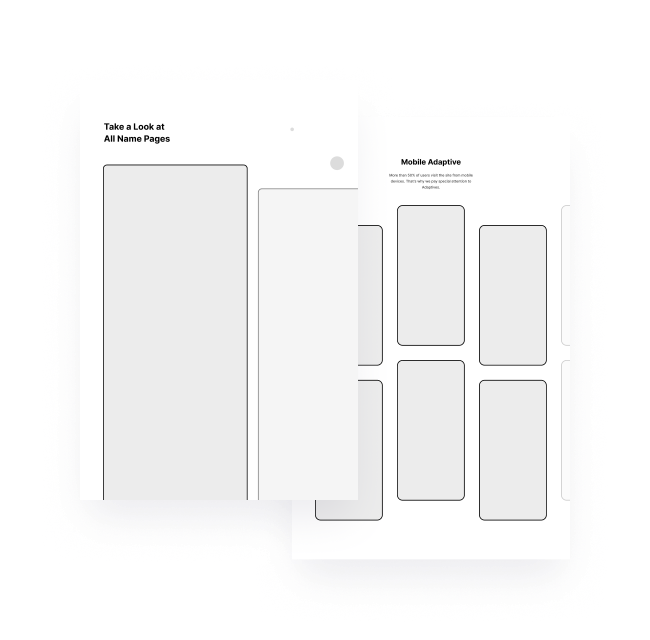 Take a Look at
All Name Pages
Mobile Adaptive
More than 50% of users visit the site from mobile
devices. That's why we pay special attention to
Adaptives.